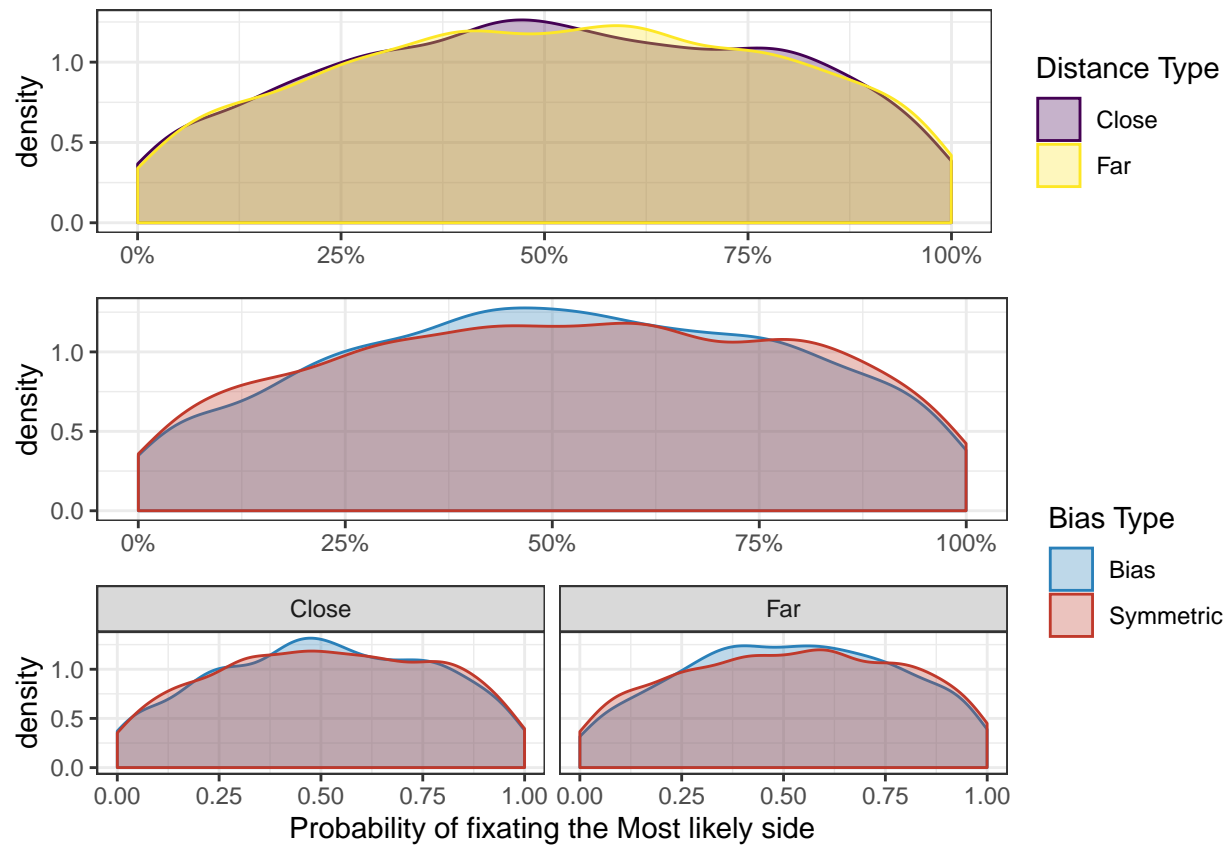 density
1.0
0.5
0.0
0%
25%
50%
75%
100%
Distance Type
Close
Far
density
1.0
0.5
0.0
0%
25%
50%
75%
100%
Bias Type
Bias
Symmetric
Close
Far
density
1.0
0.5
0.0
0.00
0.25
0.50
0.75
1.00
0.00
0.25
0.50
0.75
1.00
Probability of fixating the Most likely side